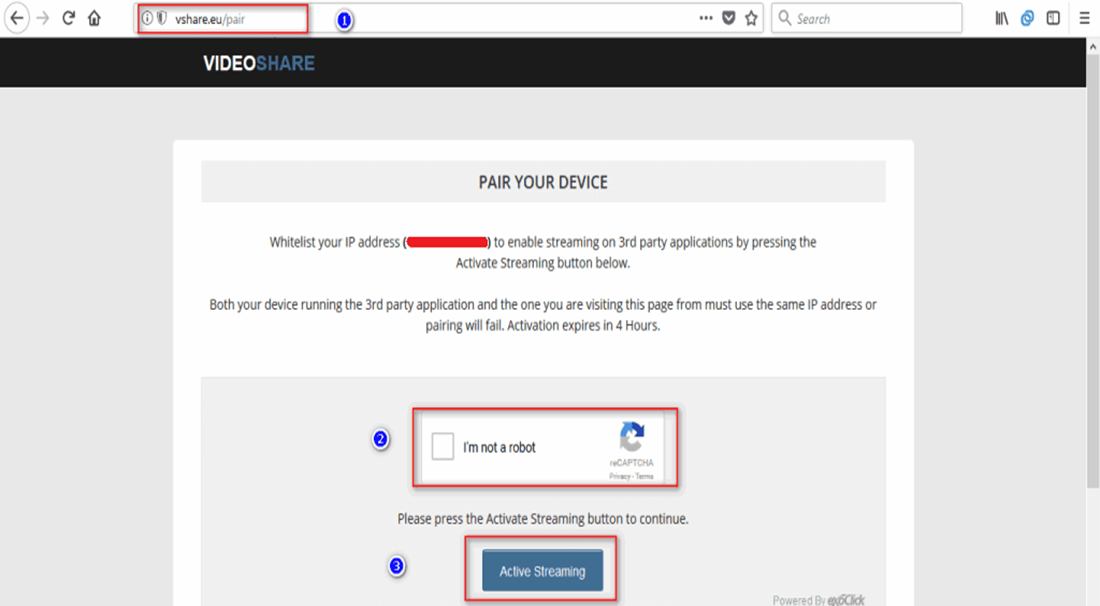 vshare.eu/pair
1
Search
VIDEOSHARE
PAIR YOUR DEVICE
Whitelist your IP address ( ) to enable streaming on 3rd party applications by pressing the
Activate Streaming button below.
Both your device running the 3rd party application and the one you are visiting this page from must use the same IP address or
pairing will fail. Activation expires in 4 Hours.
2
I'm not a robot
reCAPTCHA
Privacy - Terms
Please press the Activate Streaming button to continue.
3
Active Streaming
Powered By exoClick